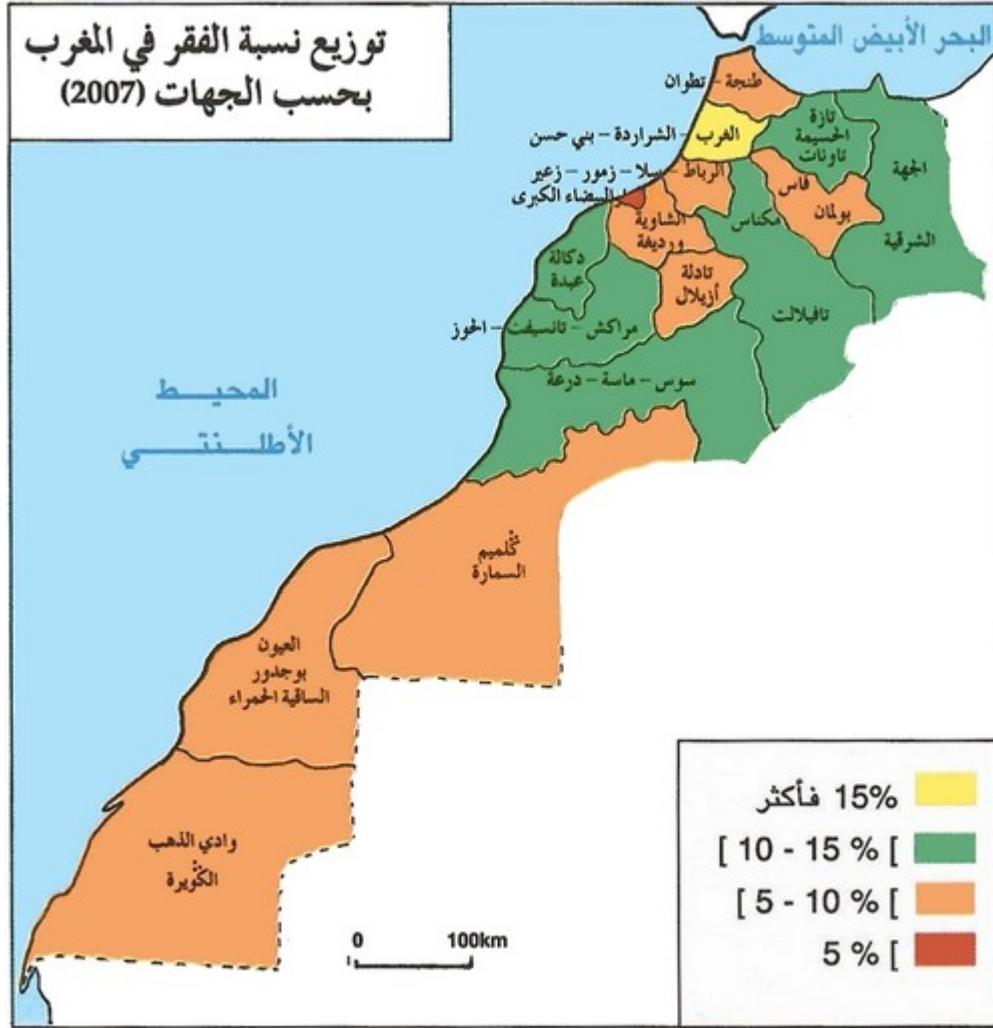 توزيع نسبة الفقر في المغرب
بحسب الجهات (2007)
البحر الأبيض المتوسط
طنجة - تطوان
الغرب - الشراردة - بني حسن
تازة
الحسيمة
تاونات
الجهة
الشرقية
الرباط - سلا - زمور - زعير
فاس
بولمان
مكناس
تافيلالت
الدار البيضاء الكبرى
الشاوية
ورديغة
دكالة
عبدة
تادلة
أزيلال
مراكش - تانسيفت - الحوز
سوس - ماسة - درعة
المحيط
الأطلنتي
ݣلميم
السمارة
العيون
بوجدور
الساقية الحمراء
وادي الذهب
الݣويرة
0 100km
15% فأكثر
[ 10 - 15 % [
[ 5 - 10 % [
5 % [